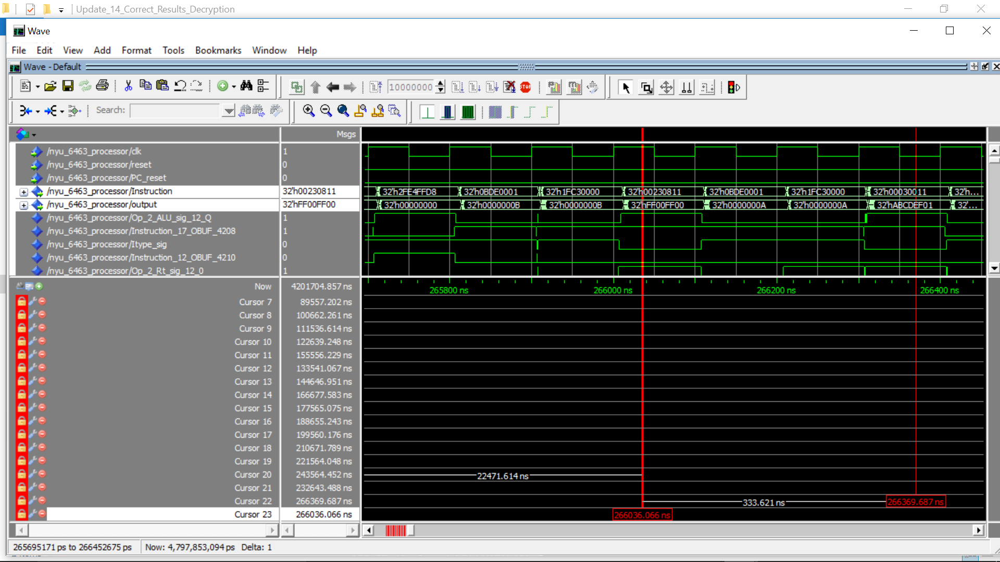 Update_14_Correct_Results_Decryption
Wave
File Edit View Add Format Tools Bookmarks Window Help
Wave - Default
10000000
STOP
Search:
Msgs
/nyu_6463_processor/clk 1
/nyu_6463_processor/reset 0
/nyu_6463_processor/PC_reset 0
/nyu_6463_processor/Instruction 32'h00230811 32'h2FE4FFD8 32'h0BDE0001 32'h1FC30000 32'h00230811 32'h0BDE0001 32'h1FC30000 32'h00030011 32'h...
/nyu_6463_processor/output 32'hFF00FF00 32'h00000000 32'h0000000B 32'h0000000B 32'hFF00FF00 32'h0000000A 32'h0000000A 32'hABCDEF01 32'...
/nyu_6463_processor/Op_2_ALU_sig_12_Q 1
/nyu_6463_processor/Instruction_17_OBUF_4208 1
/nyu_6463_processor/Itype_sig 0
/nyu_6463_processor/Instruction_12_OBUF_4210 0
/nyu_6463_processor/Op_2_Rt_sig_12_0 1
Now 4201704.857 ns 265800 ns 266000 ns 266200 ns 266400 ns
Cursor 7 89557.202 ns
Cursor 8 100662.261 ns
Cursor 9 111536.614 ns
Cursor 10 122639.248 ns
Cursor 11 155556.229 ns
Cursor 12 133541.067 ns
Cursor 13 144646.951 ns
Cursor 14 166677.583 ns
Cursor 15 177565.075 ns
Cursor 16 188655.243 ns
Cursor 17 199560.176 ns
Cursor 18 210671.789 ns
Cursor 19 221564.048 ns
Cursor 20 243564.452 ns 22471.614 ns
Cursor 21 232643.488 ns
Cursor 22 266369.687 ns 333.621 ns 266369.687 ns
Cursor 23 266036.066 ns 266036.066 ns
265695171 ps to 266452675 ps Now: 4,797,853,094 ps Delta: 1